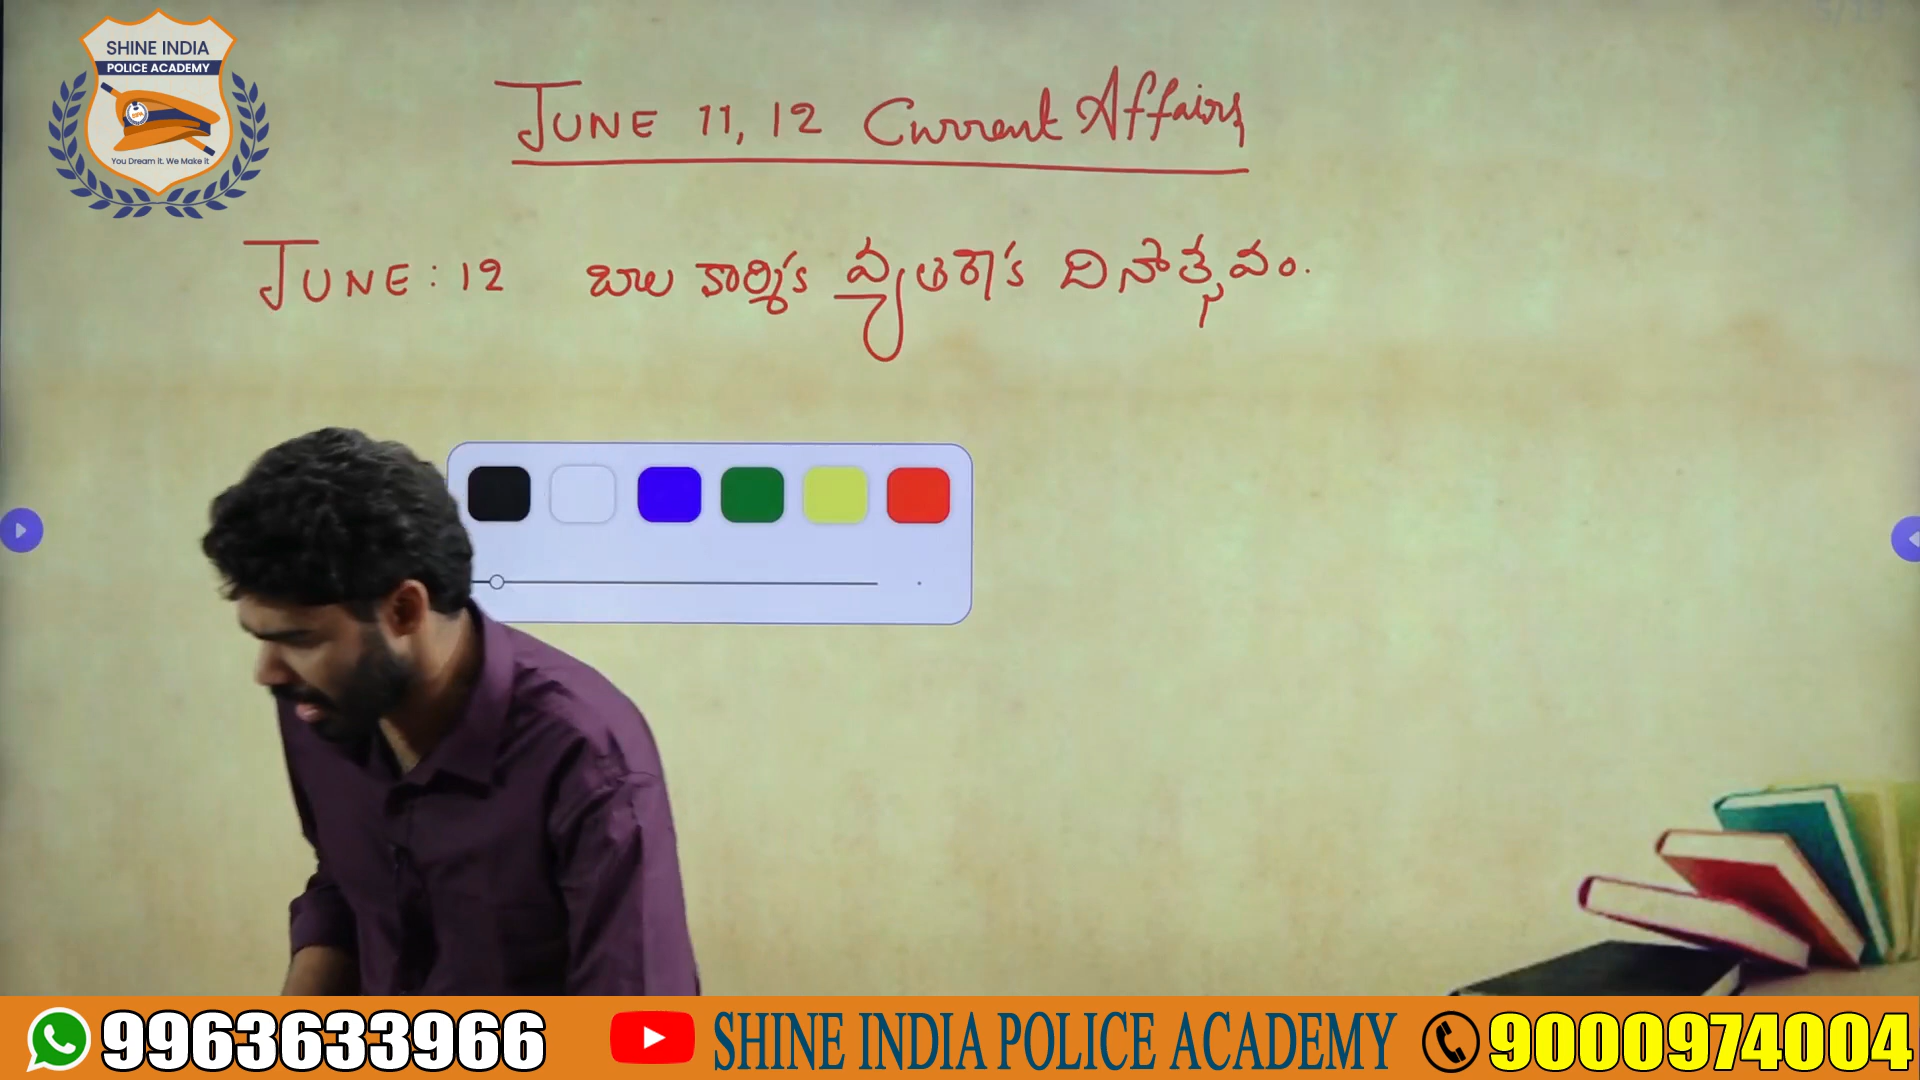 SHINE INDIA
POLICE ACADEMY
You Dream It. We Make It
JUNE 11, 12 Current Affairs
JUNE: 12 బాల కార్మిక వ్యతిరేక దినోత్సవం.
9963633966 SHINE INDIA POLICE ACADEMY 9000974004